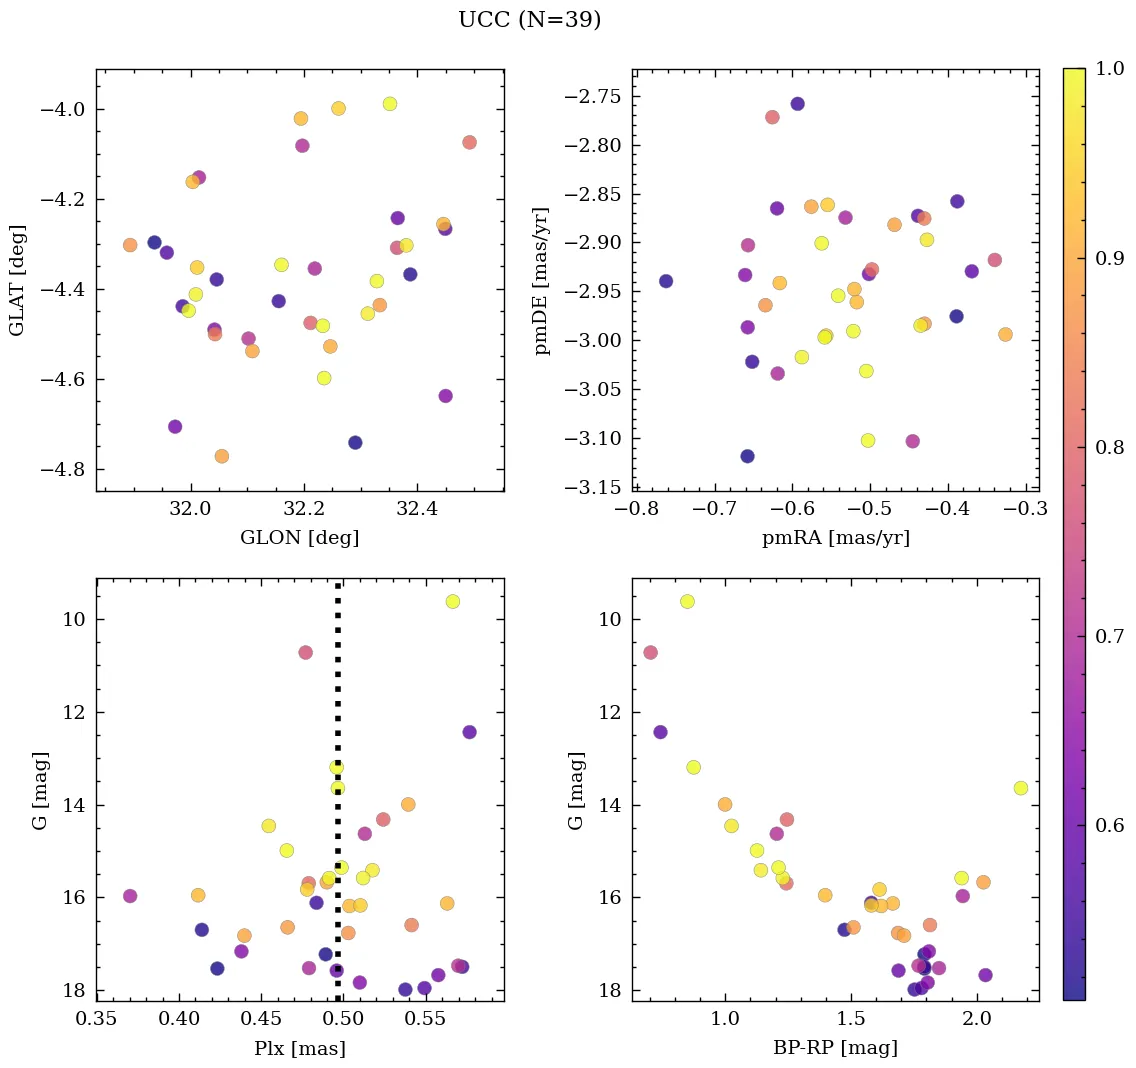 UCC (N=39)
−4.0
−4.2
−4.4
−4.6
−4.8
GLAT [deg]
32.0 32.2 32.4
GLON [deg]
−2.75
−2.80
−2.85
−2.90
−2.95
−3.00
−3.05
−3.10
−3.15
pmDE [mas/yr]
−0.8 −0.7 −0.6 −0.5 −0.4 −0.3
pmRA [mas/yr]
10
12
14
16
18
G [mag]
0.35 0.40 0.45 0.50 0.55
Plx [mas]
10
12
14
16
18
G [mag]
1.0 1.5 2.0
BP-RP [mag]
1.0
0.9
0.8
0.7
0.6